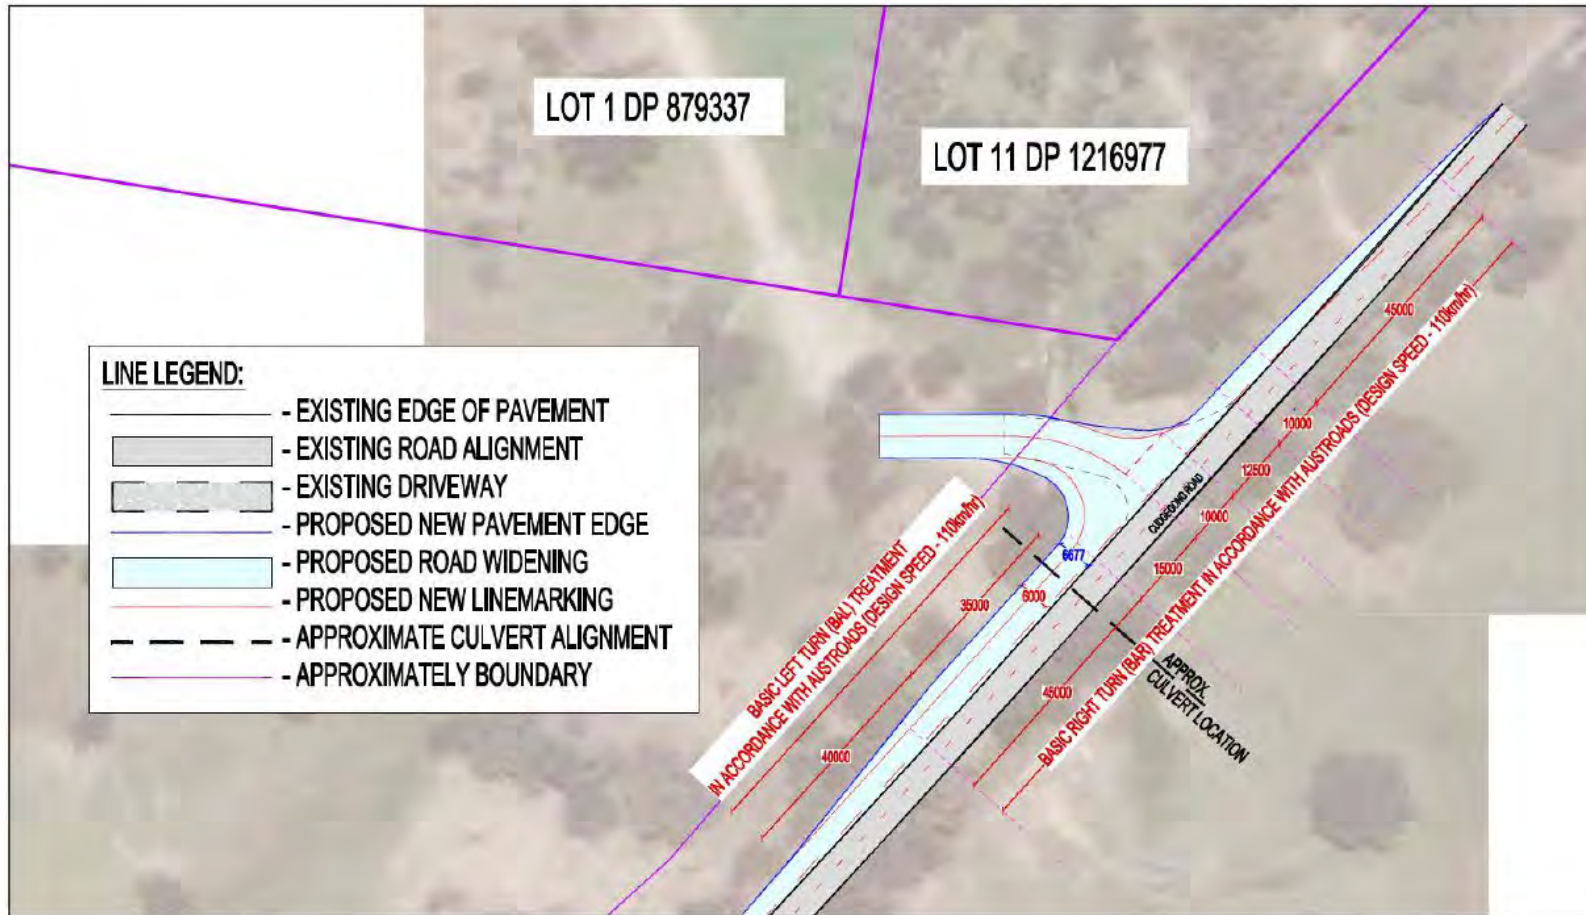 LOT 1 DP 879337
LOT 11 DP 1216977
LINE LEGEND:
- EXISTING EDGE OF PAVEMENT
- EXISTING ROAD ALIGNMENT
- EXISTING DRIVEWAY
- PROPOSED NEW PAVEMENT EDGE
- PROPOSED ROAD WIDENING
- PROPOSED NEW LINEMARKING
- APPROXIMATE CULVERT ALIGNMENT
- APPROXIMATELY BOUNDARY
BASIC LEFT TURN (BAL) TREATMENT
IN ACCORDANCE WITH AUSTROADS (DESIGN SPEED - 110km/hr)
35000
40000
6677
6000
CUDGEGONG ROAD
45000
10000
12500
10000
15000
45000
BASIC RIGHT TURN (BAR) TREATMENT IN ACCORDANCE WITH AUSTROADS (DESIGN SPEED - 110km/hr)
APPROX.
CULVERT LOCATION